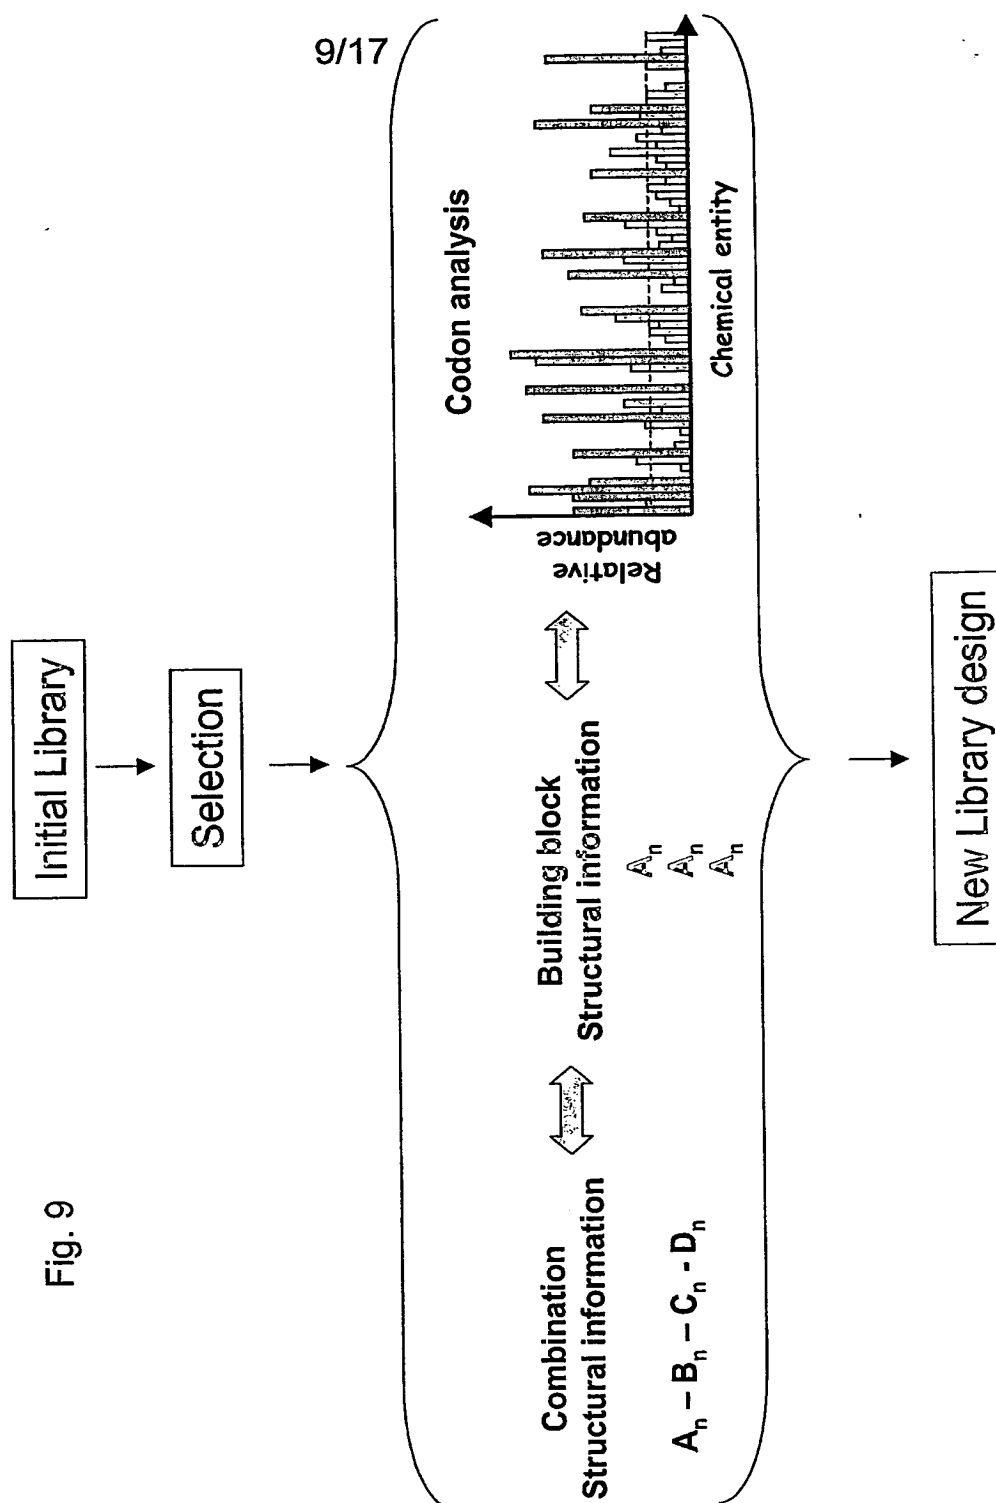 9/17
Fig. 9
Initial Library
Selection
Combination
Structural information
Aₙ – Bₙ – Cₙ - Dₙ
Building block
Structural information
Aₙ
Aₙ
Aₙ
Codon analysis
Relative
abundance
Chemical entity
New Library design